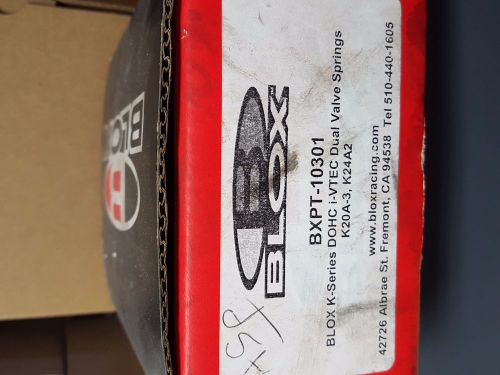 BLOX
BLOX
BXPT-10301
BLOX K-Series DOHC i-VTEC Dual Valve Springs
K20A-3, K24A2
www.bloxracing.com
42726 Albrae St. Fremont, CA 94538 Tel 510-440-1605